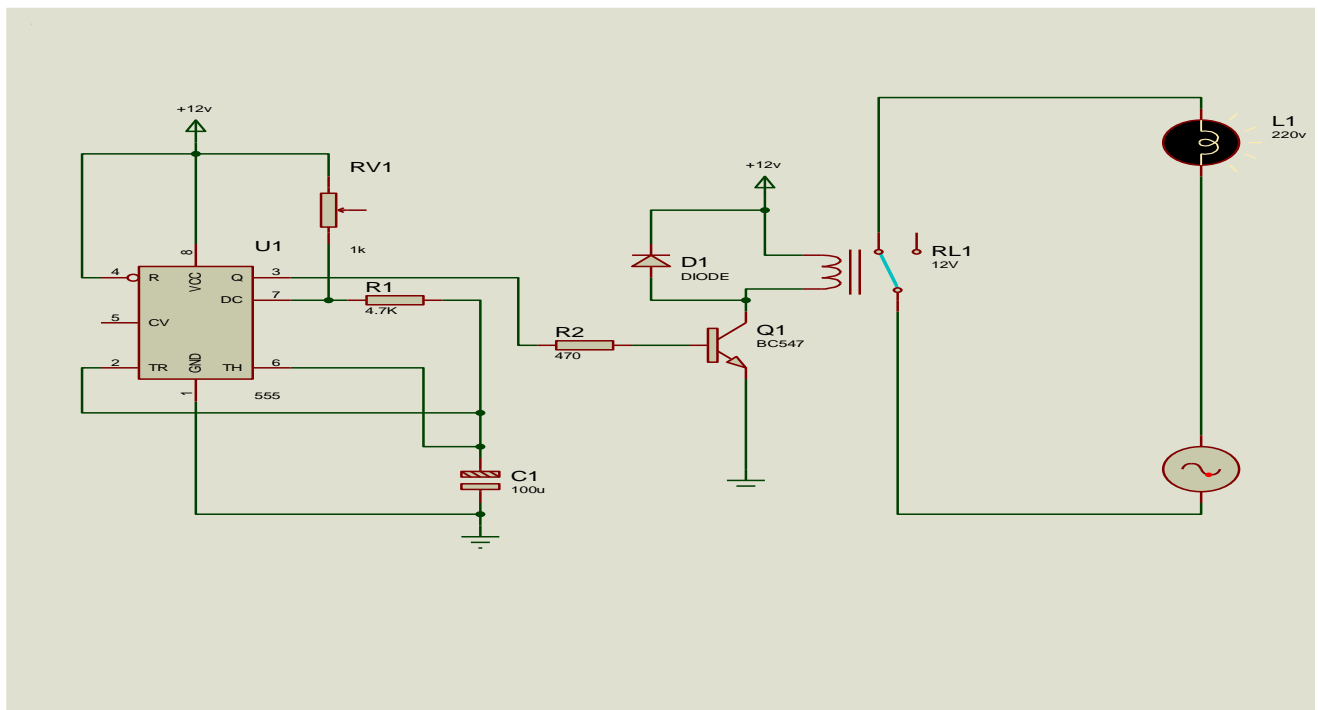 +12v
RV1
1k
U1
8
VCC
4
R
Q
3
DC
7
5
CV
2
TR
GND
TH
6
1
555
R1
4.7K
R2
470
C1
100u
+12v
D1
DIODE
Q1
BC547
RL1
12V
L1
220v